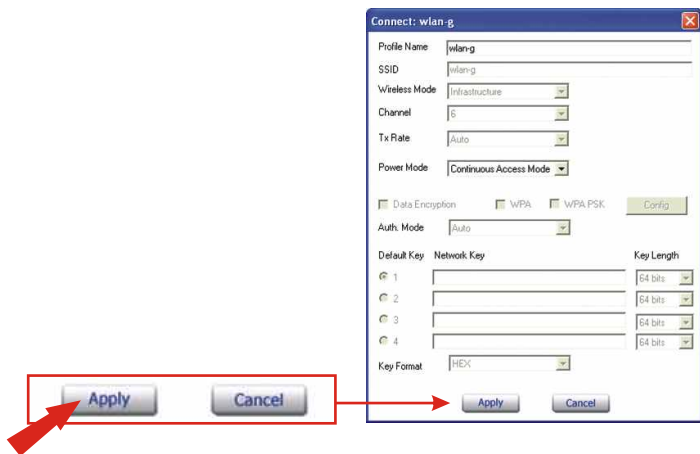 Connect: wlan-g
Profile Name wlan-g
SSID wlan-g
Wireless Mode Infrastructure
Channel 6
Tx Rate Auto
Power Mode Continuous Access Mode
Data Encryption WPA WPA PSK Config
Auth. Mode Auto
Default Key Network Key Key Length
1 64 bits
2 64 bits
3 64 bits
4 64 bits
Key Format HEX
Apply Cancel
Apply Cancel